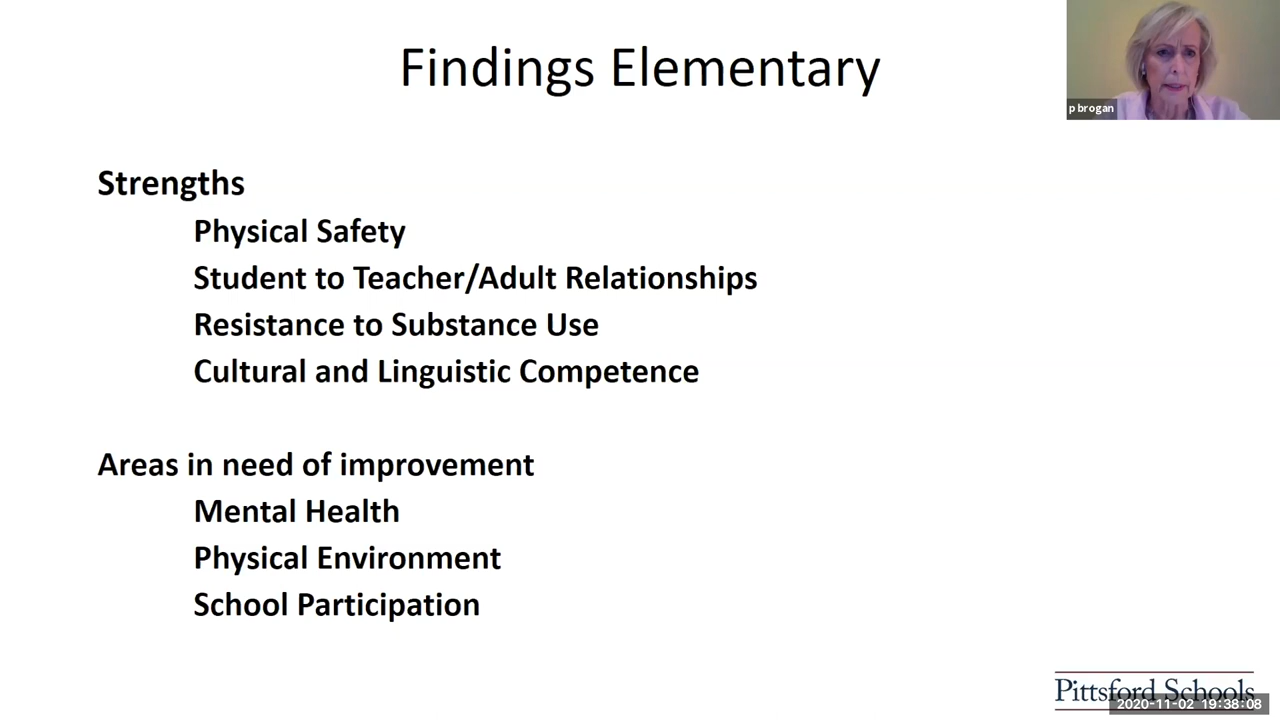 Findings Elementary
p brogan
Strengths
Physical Safety
Student to Teacher/Adult Relationships
Resistance to Substance Use
Cultural and Linguistic Competence
Areas in need of improvement
Mental Health
Physical Environment
School Participation
Pittsford Schools
2020-11-02 19:38:08